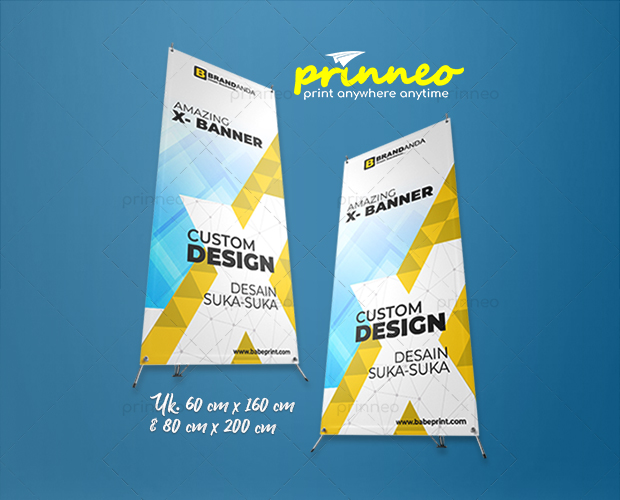 prinneo
print anywhere anytime
B BRANDANDA
AMAZING
X- BANNER
CUSTOM
DESIGN
DESAIN
SUKA-SUKA
www.babeprint.com
B BRANDANDA
AMAZING
X- BANNER
CUSTOM
DESIGN
DESAIN
SUKA-SUKA
www.babeprint.com
Uk. 60 cm x 160 cm
& 80 cm x 200 cm
prinneo